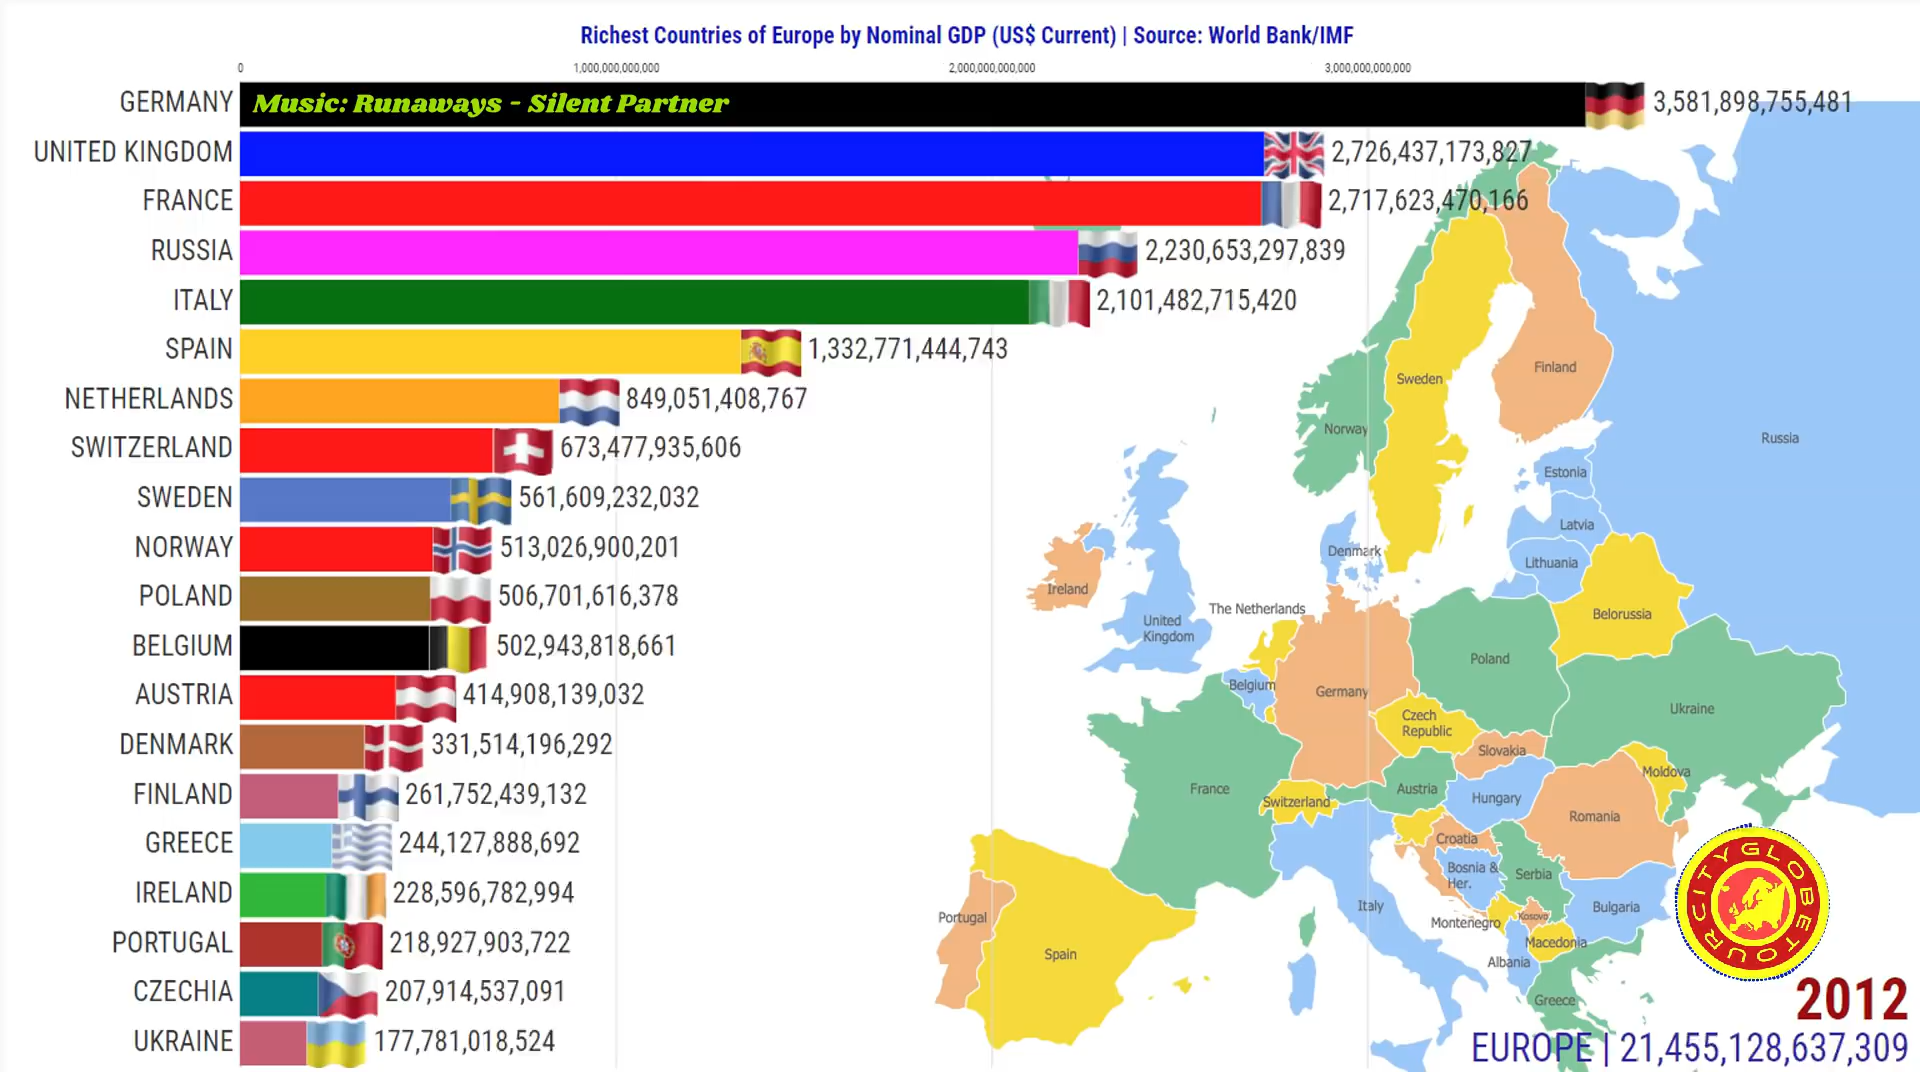 Richest Countries of Europe by Nominal GDP (US$ Current) | Source: World Bank/IMF
0 1,000,000,000,000 2,000,000,000,000 3,000,000,000,000
GERMANY Music: Runaways - Silent Partner 3,581,898,755,481
UNITED KINGDOM 2,726,437,173,827
FRANCE 2,717,623,470,166
RUSSIA 2,230,653,297,839
ITALY 2,101,482,715,420
SPAIN 1,332,771,444,743
NETHERLANDS 849,051,408,767
SWITZERLAND 673,477,935,606
SWEDEN 561,609,232,032
NORWAY 513,026,900,201
POLAND 506,701,616,378
BELGIUM 502,943,818,661
AUSTRIA 414,908,139,032
DENMARK 331,514,196,292
FINLAND 261,752,439,132
GREECE 244,127,888,692
IRELAND 228,596,782,994
PORTUGAL 218,927,903,722
CZECHIA 207,914,537,091
UKRAINE 177,781,018,524
Finland
Sweden
Norway
Russia
Estonia
Latvia
Denmark
Lithuania
Ireland
The Netherlands
Belorussia
United
Kingdom
Poland
Belgium
Germany
Ukraine
Czech
Republic
Slovakia
Moldova
France
Austria
Switzerland
Hungary
Romania
Croatia
Bosnia &
Her.
Serbia
Italy
Bulgaria
Portugal
Montenegro
Kosovo
Macedonia
Spain
Albania
Greece
CITYGLOBETOUR
2012
EUROPE | 21,455,128,637,309